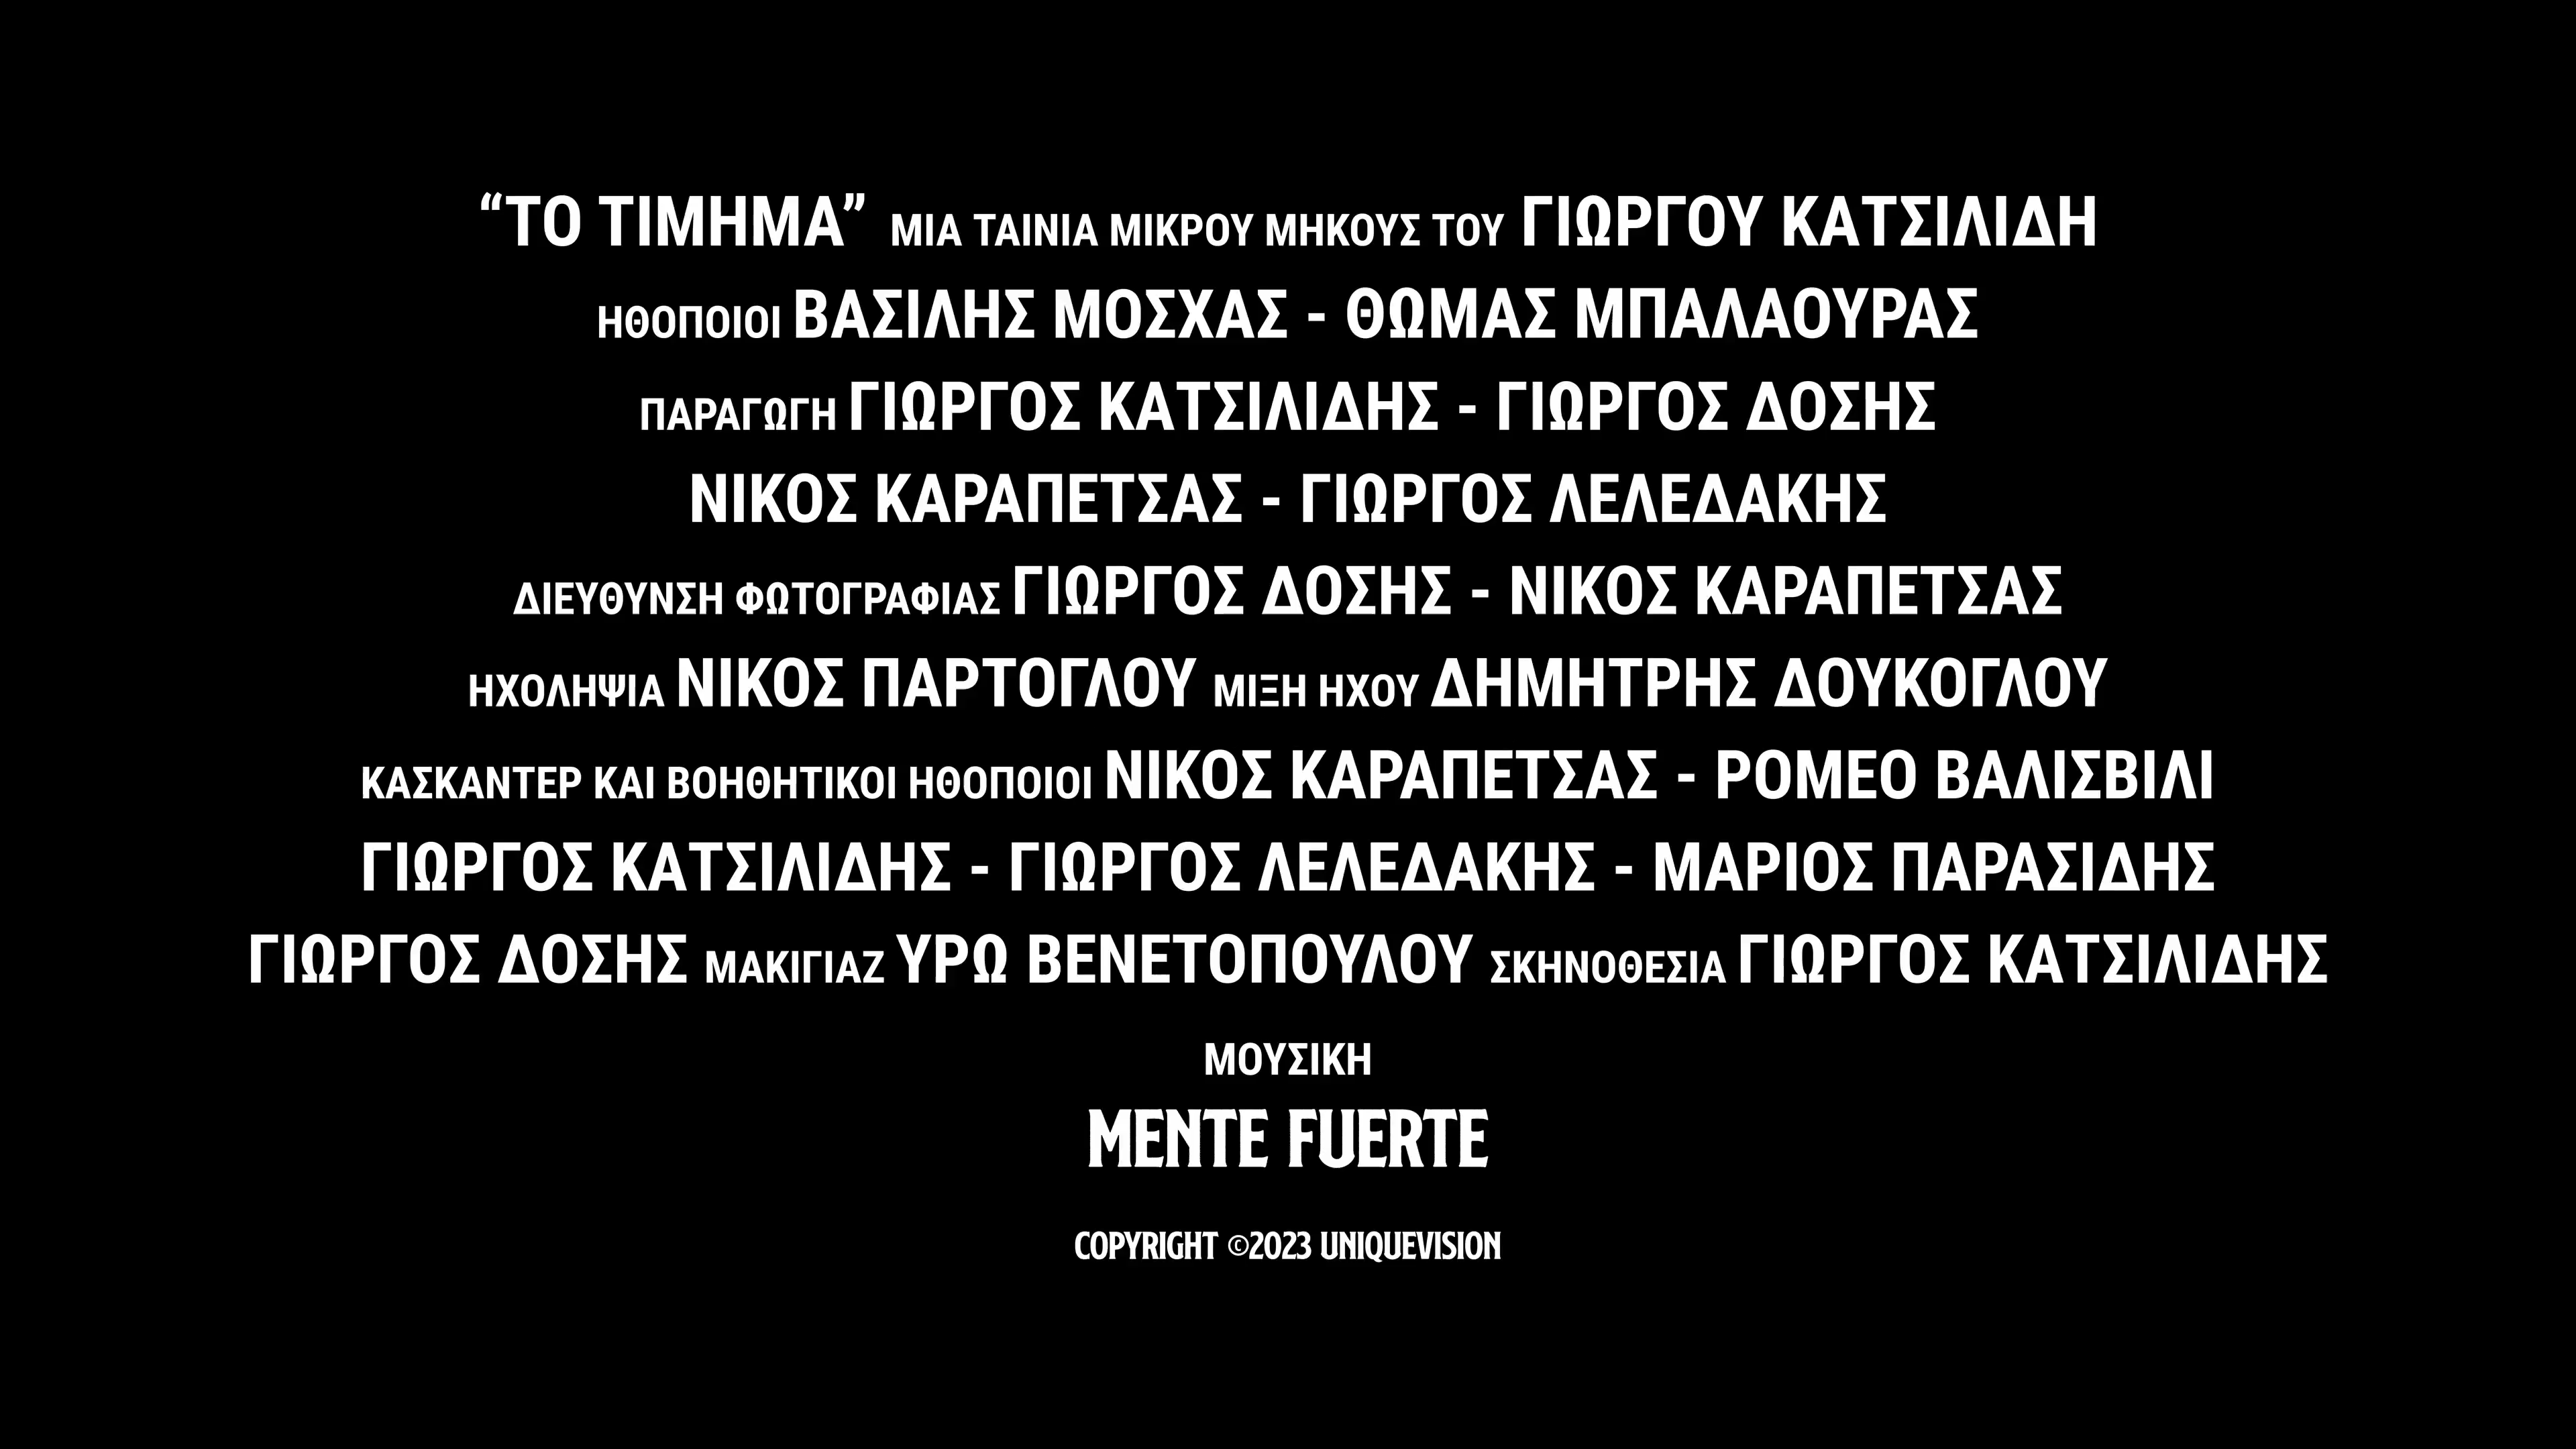 “ΤΟ ΤΙΜΗΜΑ” ΜΙΑ ΤΑΙΝΙΑ ΜΙΚΡΟΥ ΜΗΚΟΥΣ ΤΟΥ ΓΙΩΡΓΟΥ ΚΑΤΣΙΛΙΔΗ
ΗΘΟΠΟΙΟΙ ΒΑΣΙΛΗΣ ΜΟΣΧΑΣ - ΘΩΜΑΣ ΜΠΑΛΑΟΥΡΑΣ
ΠΑΡΑΓΩΓΗ ΓΙΩΡΓΟΣ ΚΑΤΣΙΛΙΔΗΣ - ΓΙΩΡΓΟΣ ΔΟΣΗΣ
ΝΙΚΟΣ ΚΑΡΑΠΕΤΣΑΣ - ΓΙΩΡΓΟΣ ΛΕΛΕΔΑΚΗΣ
ΔΙΕΥΘΥΝΣΗ ΦΩΤΟΓΡΑΦΙΑΣ ΓΙΩΡΓΟΣ ΔΟΣΗΣ - ΝΙΚΟΣ ΚΑΡΑΠΕΤΣΑΣ
ΗΧΟΛΗΨΙΑ ΝΙΚΟΣ ΠΑΡΤΟΓΛΟΥ ΜΙΞΗ ΗΧΟΥ ΔΗΜΗΤΡΗΣ ΔΟΥΚΟΓΛΟΥ
ΚΑΣΚΑΝΤΕΡ ΚΑΙ ΒΟΗΘΗΤΙΚΟΙ ΗΘΟΠΟΙΟΙ ΝΙΚΟΣ ΚΑΡΑΠΕΤΣΑΣ - ΡΟΜΕΟ ΒΑΛΙΣΒΙΛΙ
ΓΙΩΡΓΟΣ ΚΑΤΣΙΛΙΔΗΣ - ΓΙΩΡΓΟΣ ΛΕΛΕΔΑΚΗΣ - ΜΑΡΙΟΣ ΠΑΡΑΣΙΔΗΣ
ΓΙΩΡΓΟΣ ΔΟΣΗΣ ΜΑΚΙΓΙΑΖ ΥΡΩ ΒΕΝΕΤΟΠΟΥΛΟΥ ΣΚΗΝΟΘΕΣΙΑ ΓΙΩΡΓΟΣ ΚΑΤΣΙΛΙΔΗΣ
ΜΟΥΣΙΚΗ
MENTE FUERTE
COPYRIGHT ©2023 UNIQUEVISION